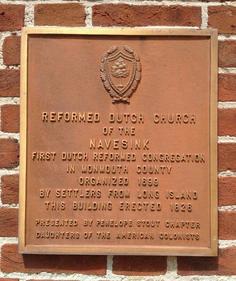 REFORMED DUTCH CHURCH
OF THE
NAVESINK
FIRST DUTCH REFORMED CONGREGATION
IN MONMOUTH COUNTY
ORGANIZED 1699
BY SETTLERS FROM LONG ISLAND
THIS BUILDING ERECTED 1826
PRESENTED BY PENELOPE STOUT CHAPTER
DAUGHTERS OF THE AMERICAN COLONISTS